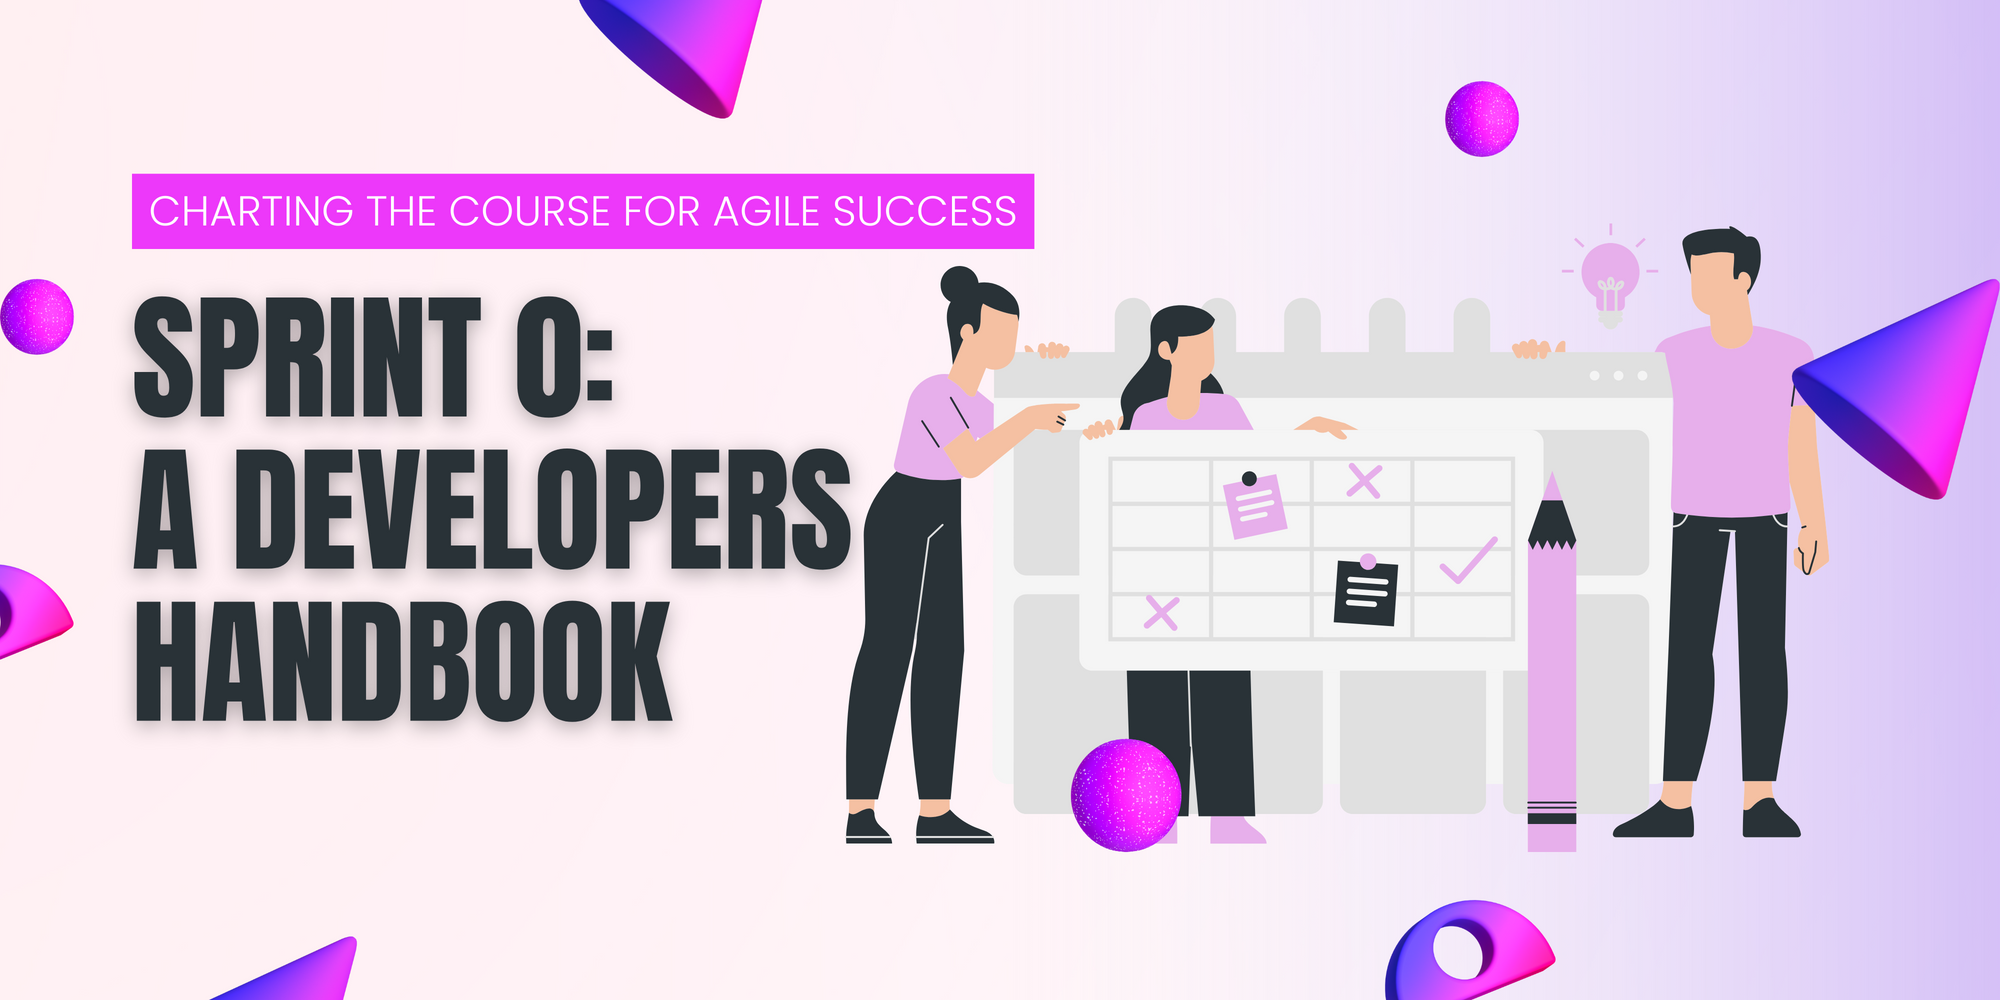 CHARTING THE COURSE FOR AGILE SUCCESS
SPRINT 0:
A DEVELOPERS
HANDBOOK